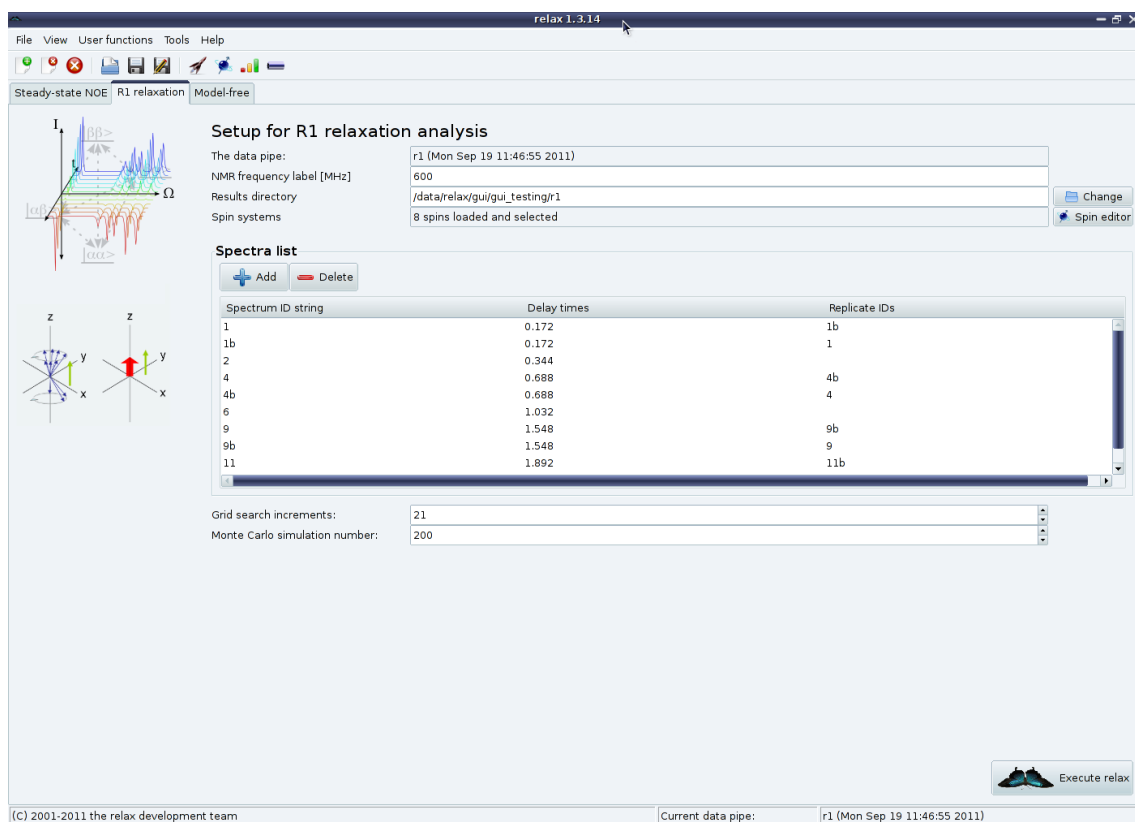 relax 1.3.14
File View User functions Tools Help
Steady-state NOE R1 relaxation Model-free
I
|ββ>
Ω
|αβ
|αα>
z z
y y
x x
Setup for R1 relaxation analysis
The data pipe: r1 (Mon Sep 19 11:46:55 2011)
NMR frequency label [MHz] 600
Results directory /data/relax/gui/gui_testing/r1 Change
Spin systems 8 spins loaded and selected Spin editor
Spectra list
Add Delete
Spectrum ID string Delay times Replicate IDs
1 0.172 1b
1b 0.172 1
2 0.344
4 0.688 4b
4b 0.688 4
6 1.032
9 1.548 9b
9b 1.548 9
11 1.892 11b
Grid search increments: 21
Monte Carlo simulation number: 200
Execute relax
(C) 2001-2011 the relax development team Current data pipe: r1 (Mon Sep 19 11:46:55 2011)